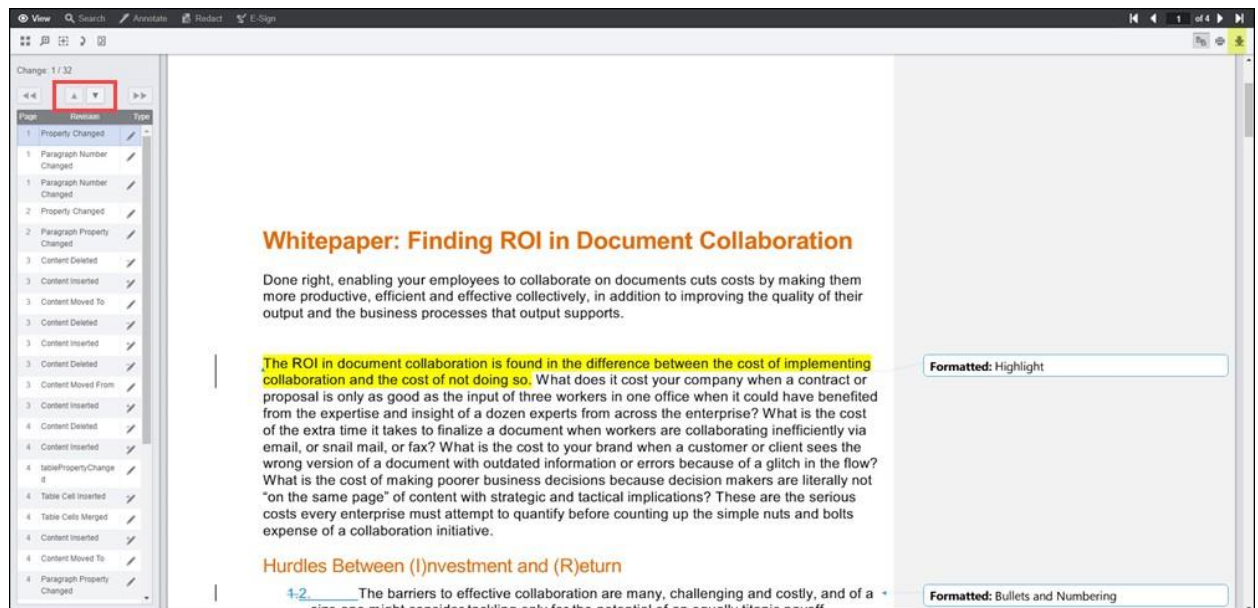 View Search Annotate Redact E-Sign 1 of 4
Change: 1 / 32
Page Revision Type
1 Property Changed
1 Paragraph Number
Changed
1 Paragraph Number
Changed
2 Property Changed
2 Paragraph Property
Changed
3 Content Deleted
3 Content Inserted
3 Content Moved To
3 Content Deleted
3 Content Inserted
3 Content Deleted
3 Content Moved From
3 Content Inserted
4 Content Deleted
4 Content Inserted
4 tablePropertyChange
d
4 Table Cell Inserted
4 Table Cells Merged
4 Content Inserted
4 Content Moved To
4 Paragraph Property
Changed
Whitepaper: Finding ROI in Document Collaboration
Done right, enabling your employees to collaborate on documents cuts costs by making them
more productive, efficient and effective collectively, in addition to improving the quality of their
output and the business processes that output supports.
The ROI in document collaboration is found in the difference between the cost of implementing
collaboration and the cost of not doing so. What does it cost your company when a contract or
proposal is only as good as the input of three workers in one office when it could have benefited
from the expertise and insight of a dozen experts from across the enterprise? What is the cost
of the extra time it takes to finalize a document when workers are collaborating inefficiently via
email, or snail mail, or fax? What is the cost to your brand when a customer or client sees the
wrong version of a document with outdated information or errors because of a glitch in the flow?
What is the cost of making poorer business decisions because decision makers are literally not
“on the same page” of content with strategic and tactical implications? These are the serious
costs every enterprise must attempt to quantify before counting up the simple nuts and bolts
expense of a collaboration initiative.
Hurdles Between (I)nvestment and (R)eturn
1.2. The barriers to effective collaboration are many, challenging and costly, and of a
size one might consider tackling only for the potential of an equally titanic payoff.
Formatted: Highlight
Formatted: Bullets and Numbering